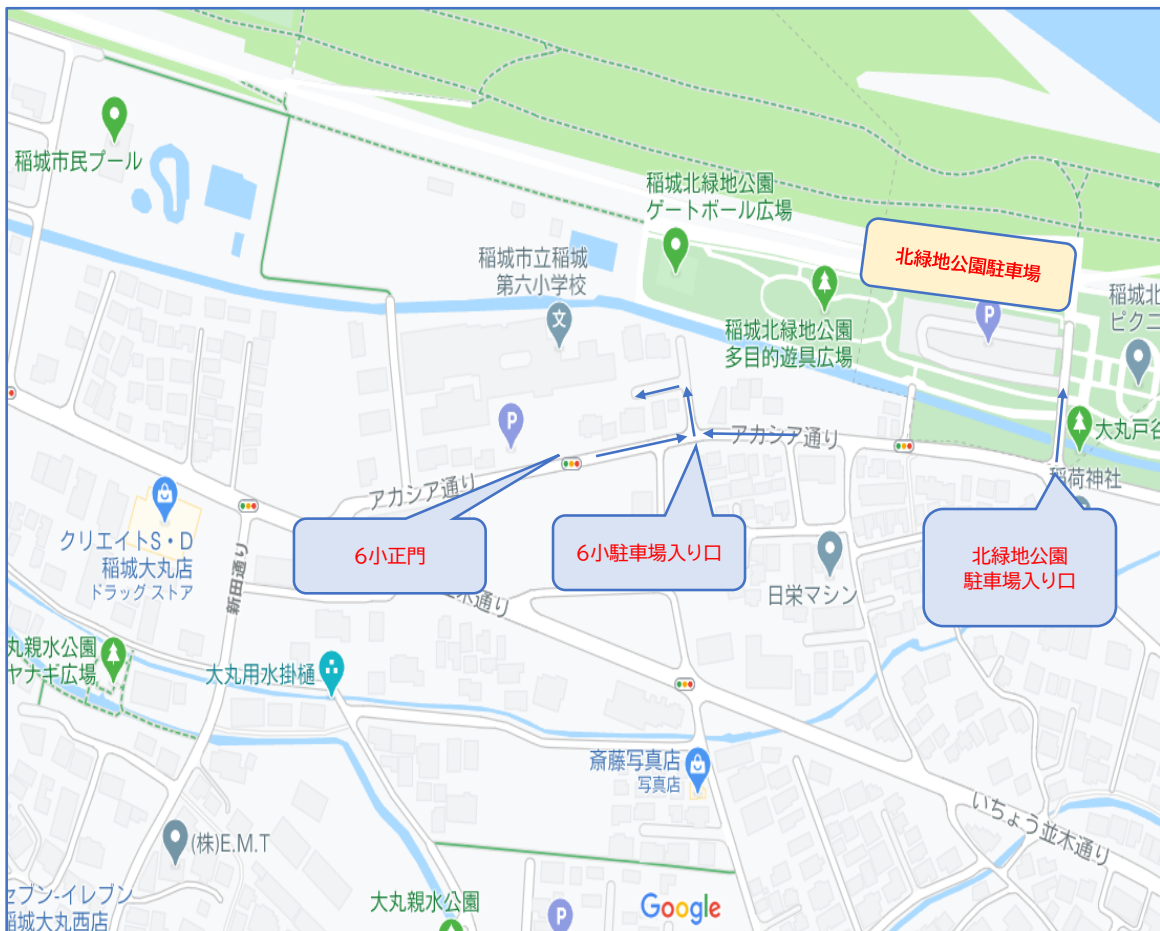 稲城市民プール
稲城北緑地公園
ゲートボール広場
稲城市立稲城
第六小学校
北緑地公園駐車場
稲城北
ピクニ
P
文
稲城北緑地公園
多目的遊具広場
P
アカシア通り
大丸戸谷
稲荷神社
アカシア通り
クリエイトS・D
稲城大丸店
ドラッグ ストア
6小正門
6小駐車場入り口
北緑地公園
駐車場入り口
新田通り
木通り
日栄マシン
丸親水公園
ヤナギ広場
大丸用水掛樋
斎藤写真店
写真店
いちょう並木通り
(株)E.M.T
セブン-イレブン
稲城大丸西店
大丸親水公園
P
Google